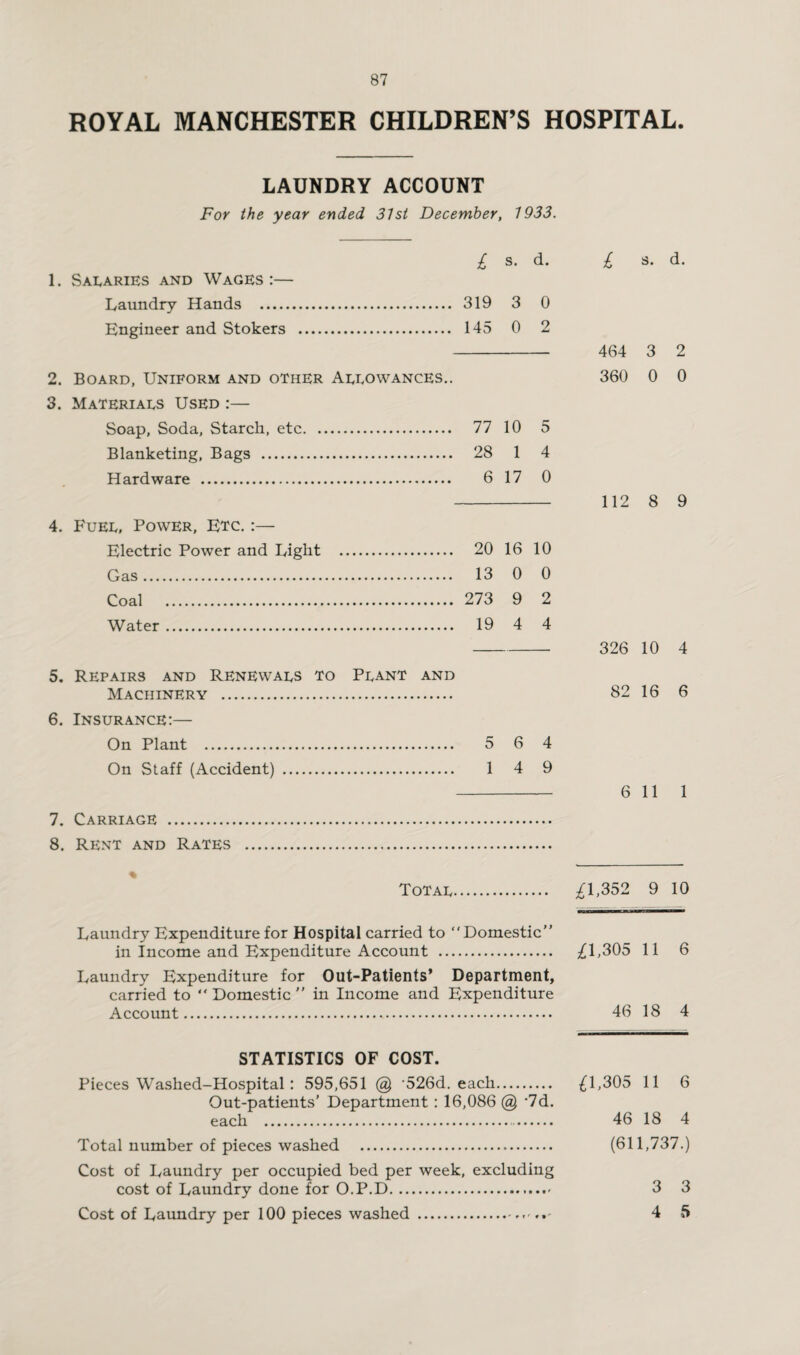 87
ROYAL MANCHESTER CHILDREN'S HOSPITAL.
LAUNDRY ACCOUNT
For the year ended 31st December, 1933.
£ s. d. £ s. d.
1. Salaries and Wages :—
Laundry Hands ................................ 319 3 0
Engineer and Stokers .......................... 145 0 2
464 3 2
2. Board, Uniform and other Allowances.. 360 0 0
3. Materials Used :—
Soap, Soda, Starch, etc. ...................... 77 10 5
Blanketing, Bags ................................ 28 1 4
Hardware .......................................... 6 17 0
112 8 9
4. Fuel, Power, Etc. :—
Electric Power and Light ................... 20 16 10
Gas .................................................... 13 0 0
Coal .................................................. 273 9 2
Water ................................................ 19 4 4
326 10 4
5. Repairs and Renewals to Plant and
Machinery ....................................... 82 16 6
6. Insurance:—
On Plant .......................................... 5 6 4
On Staff (Accident) ............................. 1 4 9
6 11 1
7. Carriage ................................................................
8. Rent and Rates ...................................................
Total................ £1,352 9 10
Laundry Expenditure for Hospital carried to "Domestic"
in Income and Expenditure Account ................... £1,305 11 6
Laundry Expenditure for Out-Patients' Department,
carried to " Domestic " in Income and Expenditure
Account .............................................................. 46 18 4
STATISTICS OF COST.
Pieces Washed-Hospital : 595,651 @ ·526d. each.......... £1,305 11 6
Out-patients' Department : 16,086 @ ·7d.
each ................................................... 46 18 4
Total number of pieces washed ................................ (611,737.)
Cost of Laundry per occupied bed per week, excluding
cost of Laundry done for O.P.D............................ 3 3
Cost of Laundry per 100 pieces washed ...................... 4 5